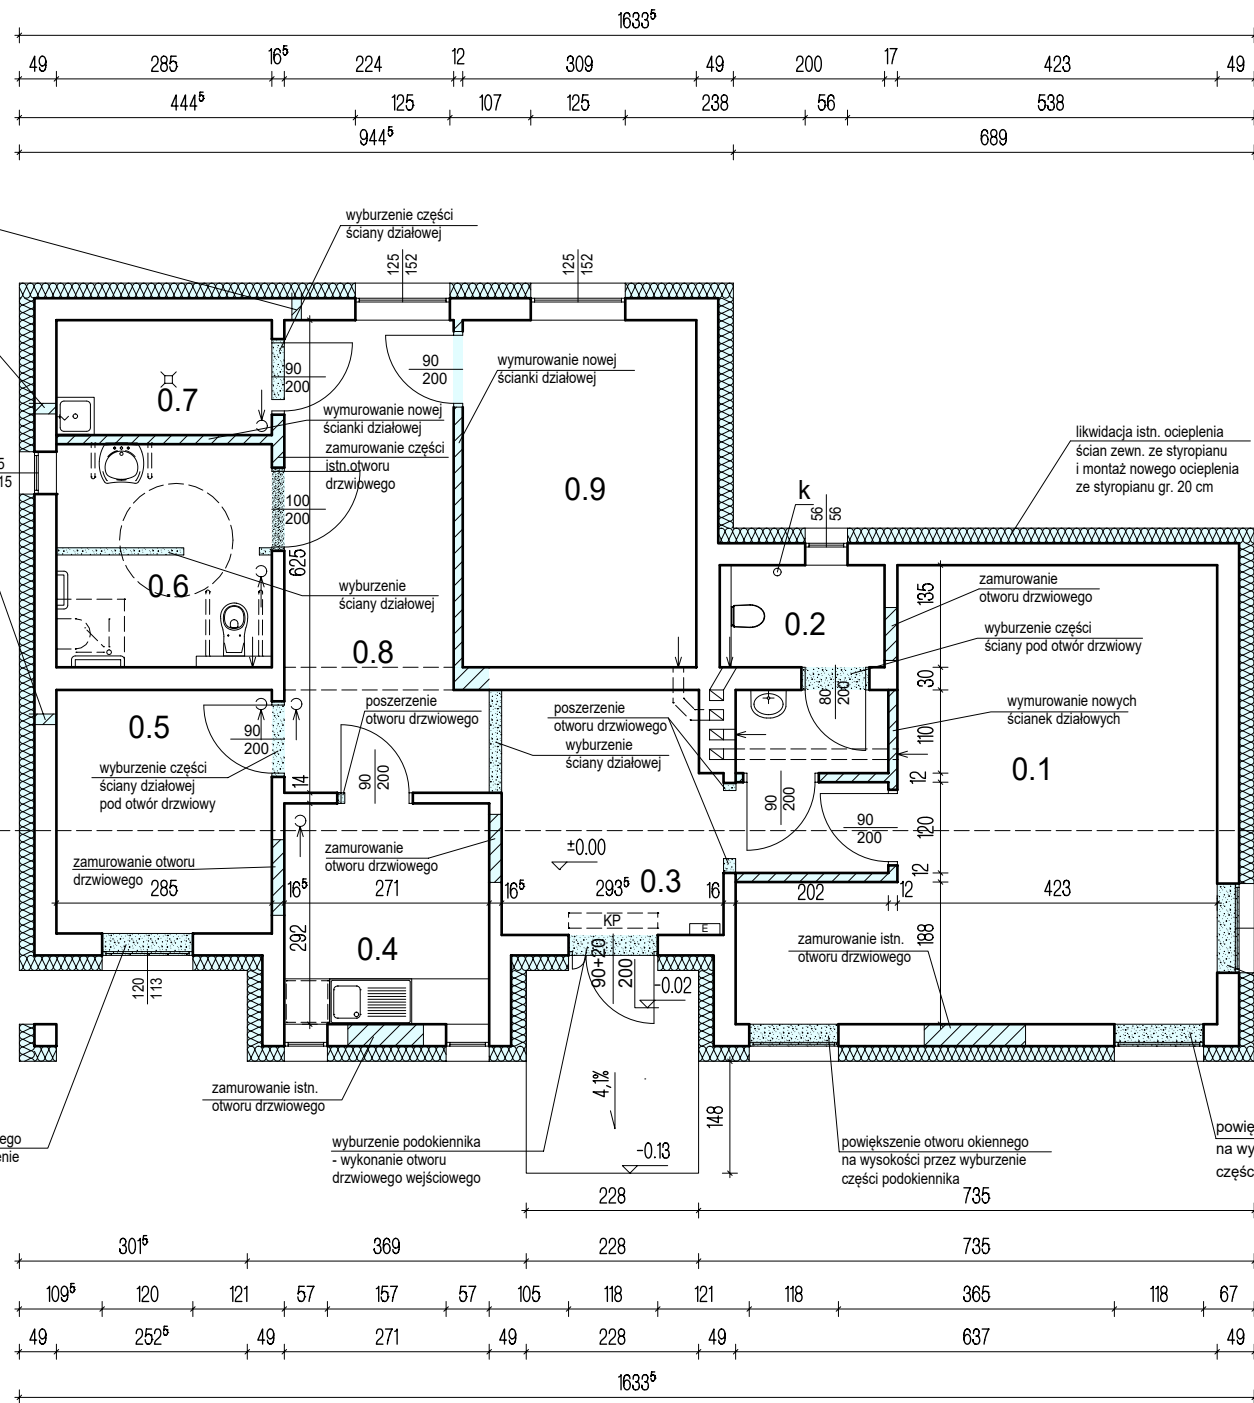 1633⁵
49 285 16⁵ 224 12 309 49 200 17 423 49
444⁵ 125 107 125 238 56 538
944⁵ 689
wyburzenie części
ściany działowej
125
152
125
152
90
200
90
200
wymurowanie nowej
ścianki działowej
0.7
wymurowanie nowej
ścianki działowej
zamurowanie części
istn.otworu
drzwiowego
likwidacja istn. ocieplenia
ścian zewn. ze styropianu
i montaż nowego ocieplenia
ze styropianu gr. 20 cm
15
0.9
k
56
56
100
200
625
0.6
wyburzenie
ściany działowej
135
zamurowanie
otworu drzwiowego
0.2
wyburzenie części
ściany pod otwór drzwiowy
0.8
30
80
200
poszerzenie
otworu drzwiowego
poszerzenie
otworu drzwiowego
wymurowanie nowych
ścianek działowych
0.5
90
200
wyburzenie
ściany działowej
110
wyburzenie części
ściany działowej
pod otwór drzwiowy
14
90
200
0.1
12
90
200
90
200
120
zamurowanie otworu
drzwiowego
zamurowanie
otworu drzwiowego
±0.00
12
0.3
285 16⁵ 271 16⁵ 293⁵ 16 202 12 423
KP
E
292
0.4
188
zamurowanie istn.
otworu drzwiowego
90+20
200
120
113
-0.02
zamurowanie istn.
otworu drzwiowego
4,1%
148
ego
enie
wyburzenie podokiennika
- wykonanie otworu
drzwiowego wejściowego
-0.13
powiększenie otworu okiennego
na wysokości przez wyburzenie
części podokiennika
powię
na wy
częśc
228 735
301⁵ 369 228 735
109⁵ 120 121 57 157 57 105 118 121 118 365 118 67
49 252⁵ 49 271 49 228 49 637 49
1633⁵